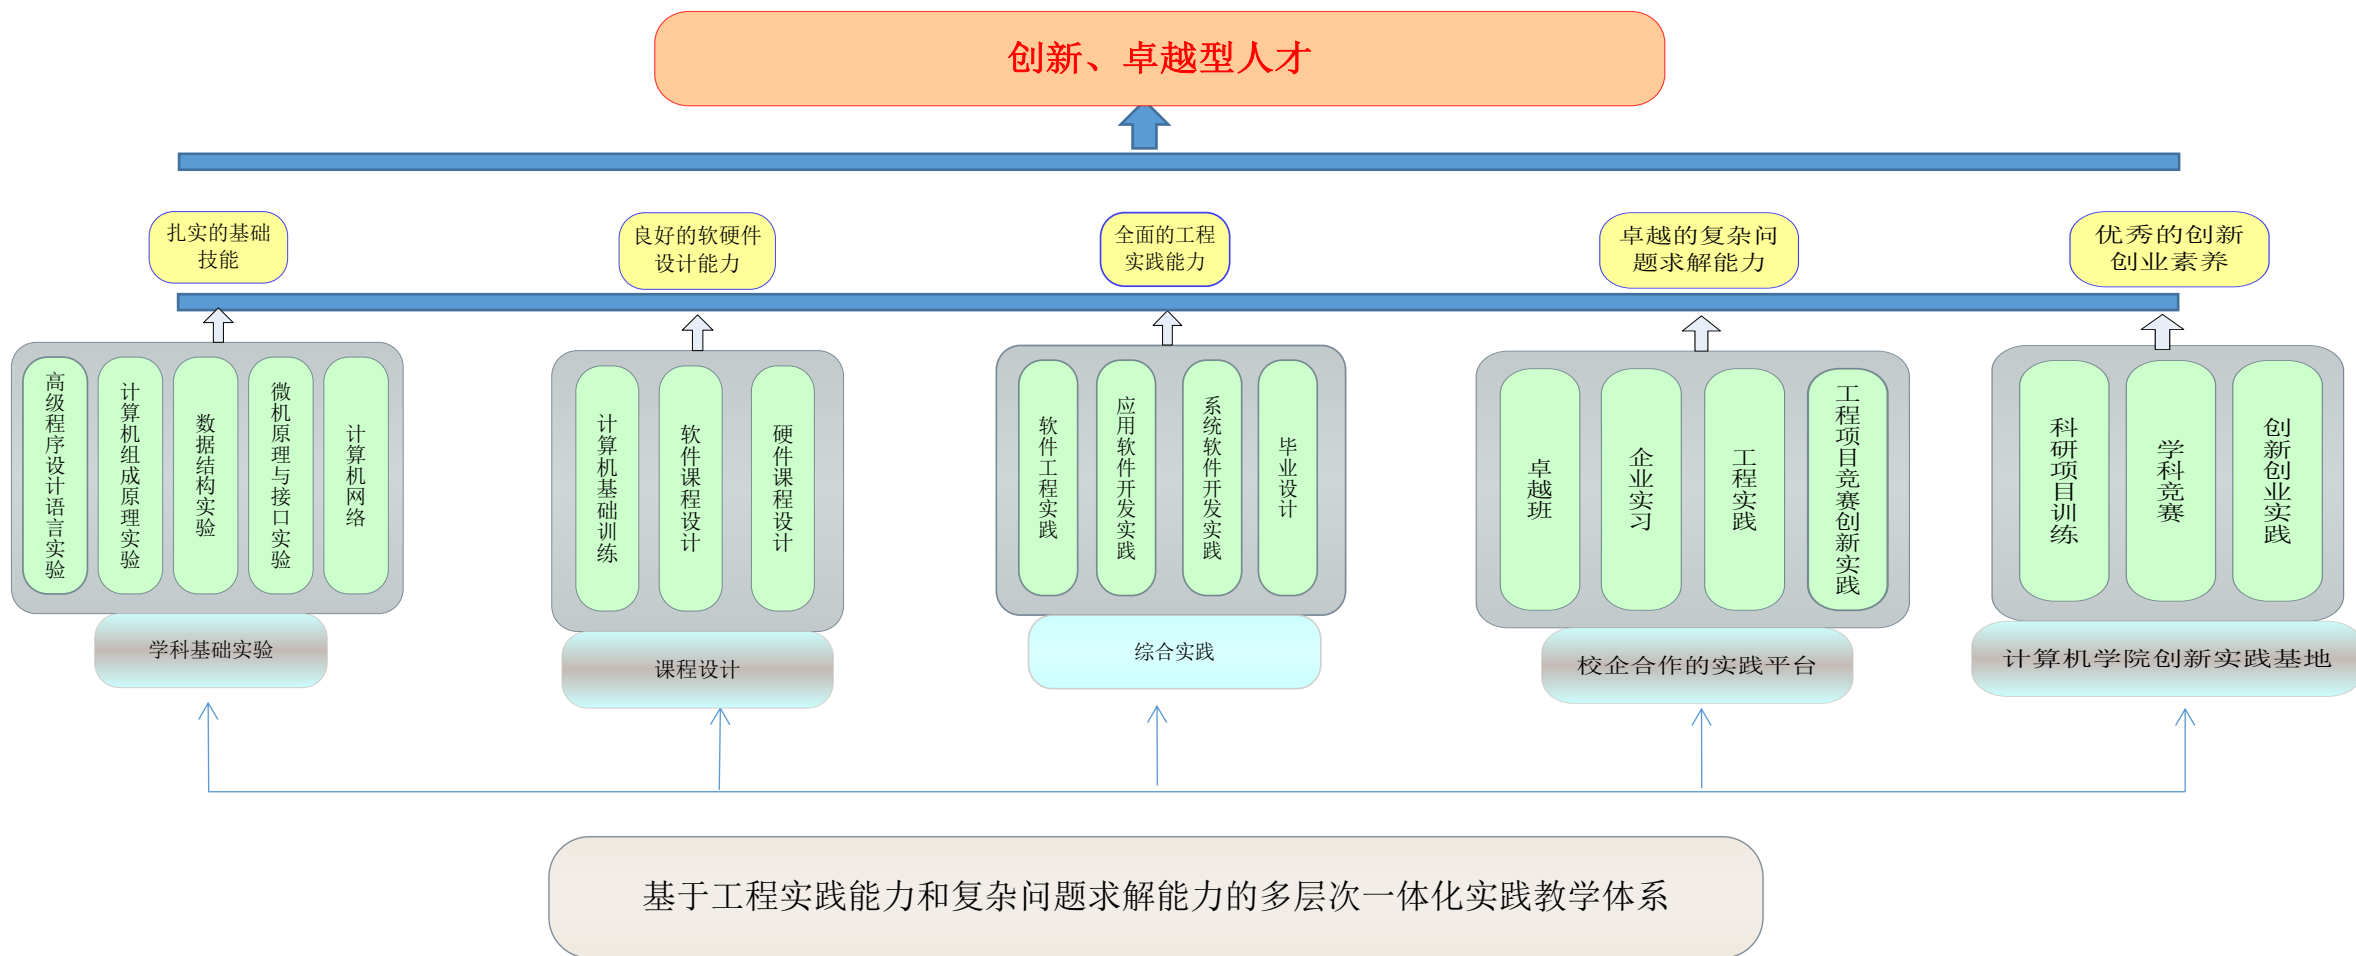 创新、卓越型人才
扎实的基础
技能
良好的软硬件
设计能力
全面的工程
实践能力
卓越的复杂问
题求解能力
优秀的创新
创业素养
高级程序设计语言实验
计算机组成原理实验
数据结构实验
微机原理与接口实验
计算机网络
计算机基础训练
软件课程设计
硬件课程设计
软件工程实践
应用软件开发实践
系统软件开发实践
毕业设计
卓越班
企业实习
工程实践
工程项目竞赛创新实践
科研项目训练
学科竞赛
创新创业实践
学科基础实验
课程设计
综合实践
校企合作的实践平台
计算机学院创新实践基地
基于工程实践能力和复杂问题求解能力的多层次一体化实践教学体系